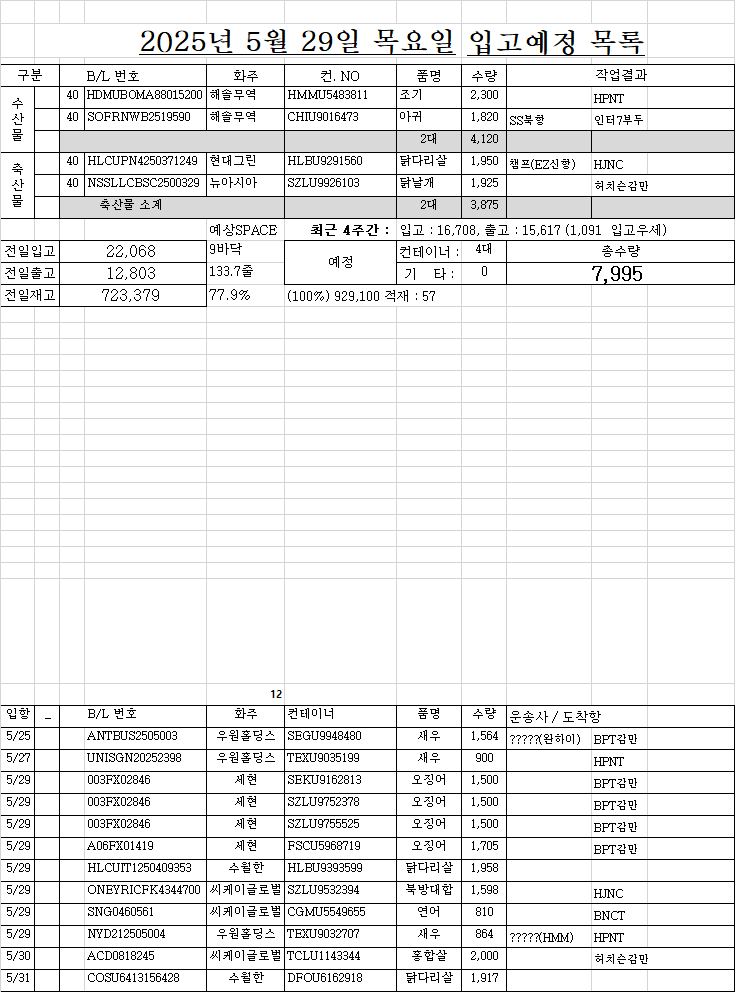 2025년 5월 29일 목요일 입고예정 목록
구분 B/L 번호 화주 컨. NO 품명 수량 작업결과
수산물
40 HDMUBOMA88015200 해솔무역 HMMU5483811 조기 2,300 HPNT
40 SOFRNWB2519590 해솔무역 CHIU9016473 아귀 1,820 SS북항 인터7부두
2대 4,120
축산물
40 HLCUPN4250371249 현대그린 HLBU9291560 닭다리살 1,950 챔프(EZ신항) HJNC
40 NSSLLCBSC2500329 뉴아시아 SZLU9926103 닭날개 1,925 허치슨감만
축산물 소계 2대 3,875
예상SPACE 최근 4주간 : 입고 : 16,708, 출고 : 15,617 (1,091 입고우세)
전일입고 22,068 9바닥 예정 컨테이너 : 4대 총수량
전일출고 12,803 133.7줄 기 타 : 0 7,995
전일재고 723,379 77.9% (100%) 929,100 적재 : 57
12
입항 _ B/L 번호 화주 컨테이너 품명 수량 운송사 / 도착항
5/25 ANTBUS2505003 우원홀딩스 SEGU9948480 새우 1,564 ?????(완하이) BPT감만
5/27 UNISGN20252398 우원홀딩스 TEXU9035199 새우 900 HPNT
5/29 003FX02846 세현 SEKU9162813 오징어 1,500 BPT감만
5/29 003FX02846 세현 SZLU9752378 오징어 1,500 BPT감만
5/29 003FX02846 세현 SZLU9755525 오징어 1,500 BPT감만
5/29 A06FX01419 세현 FSCU5968719 오징어 1,705 BPT감만
5/29 HLCUIT1250409353 수월한 HLBU9393599 닭다리살 1,958
5/29 ONEYRICFK4344700 씨케이글로벌 SZLU9532394 북방대합 1,598 HJNC
5/29 SNG0460561 씨케이글로벌 CGMU5549655 연어 810 BNCT
5/29 NYD212505004 우원홀딩스 TEXU9032707 새우 864 ?????(HMM) HPNT
5/30 ACD0818245 씨케이글로벌 TCLU1143344 홍합살 2,000 허치슨감만
5/31 COSU6413156428 수월한 DFOU6162918 닭다리살 1,917